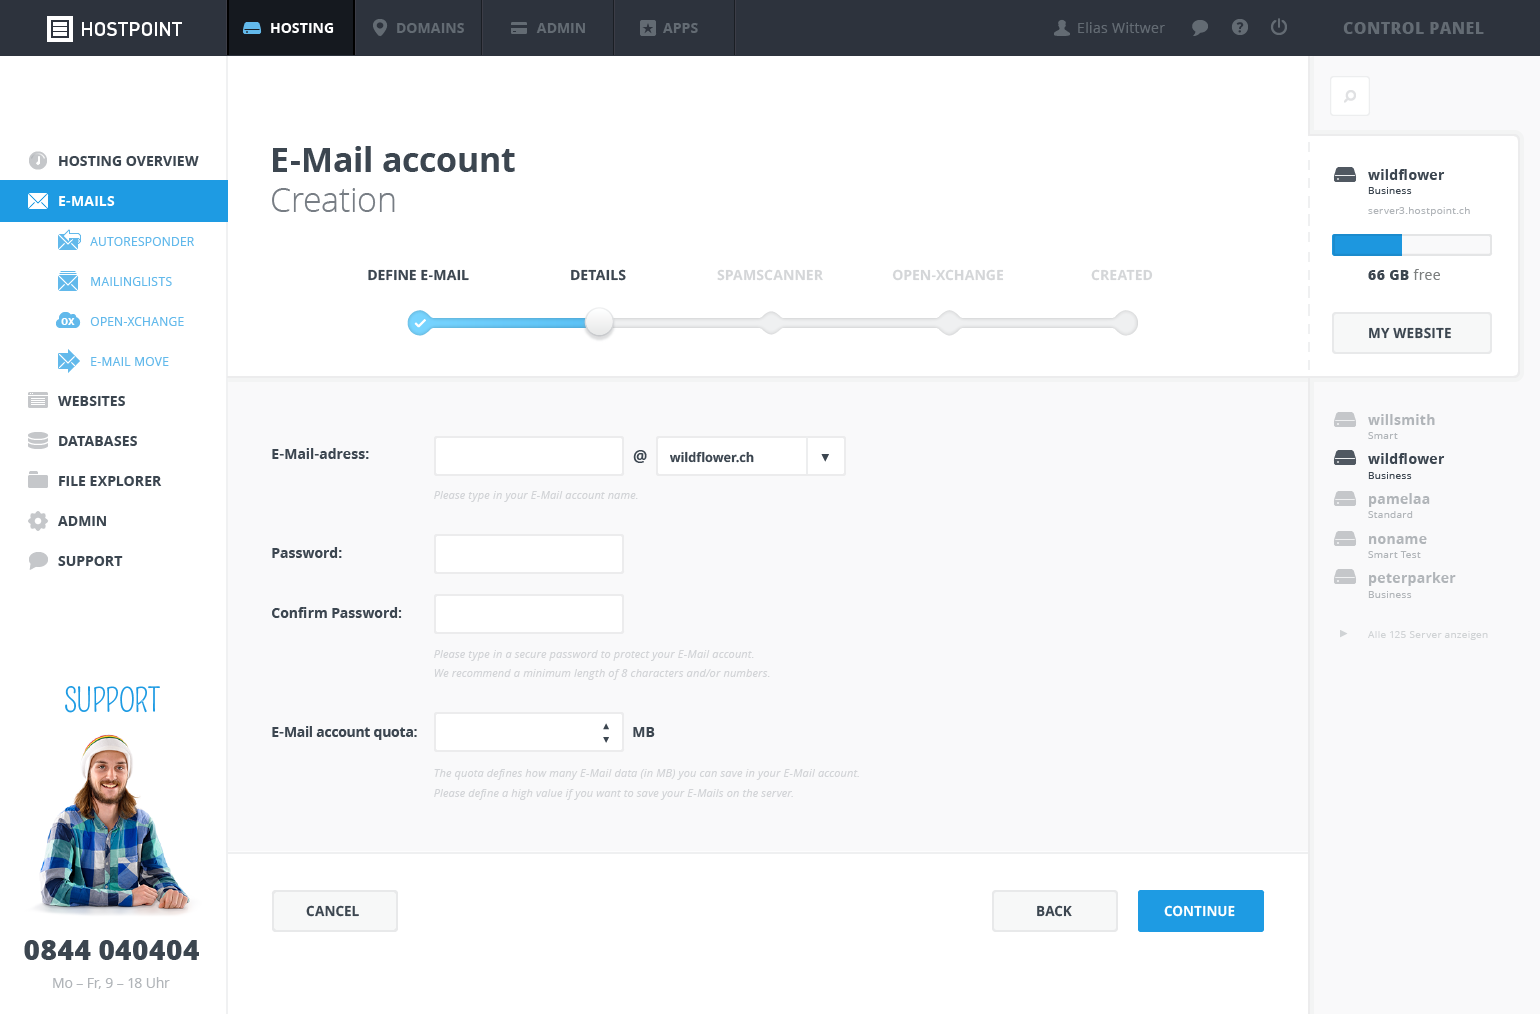 HOSTPOINT
HOSTING
DOMAINS
ADMIN
APPS
Elias Wittwer
CONTROL PANEL
HOSTING OVERVIEW
E-MAILS
AUTORESPONDER
MAILINGLISTS
OX OPEN-XCHANGE
E-MAIL MOVE
WEBSITES
DATABASES
FILE EXPLORER
ADMIN
SUPPORT
SUPPORT
0844 040404
Mo – Fr, 9 – 18 Uhr
E-Mail account
Creation
DEFINE E-MAIL
DETAILS
SPAMSCANNER
OPEN-XCHANGE
CREATED
E-Mail-adress:
@
wildflower.ch
Please type in your E-Mail account name.
Password:
Confirm Password:
Please type in a secure password to protect your E-Mail account.
We recommend a minimum length of 8 characters and/or numbers.
E-Mail account quota:
MB
The quota defines how many E-Mail data (in MB) you can save in your E-Mail account.
Please define a high value if you want to save your E-Mails on the server.
CANCEL
BACK
CONTINUE
wildflower
Business
server3.hostpoint.ch
66 GB free
MY WEBSITE
willsmith
Smart
wildflower
Business
pamelaa
Standard
noname
Smart Test
peterparker
Business
Alle 125 Server anzeigen